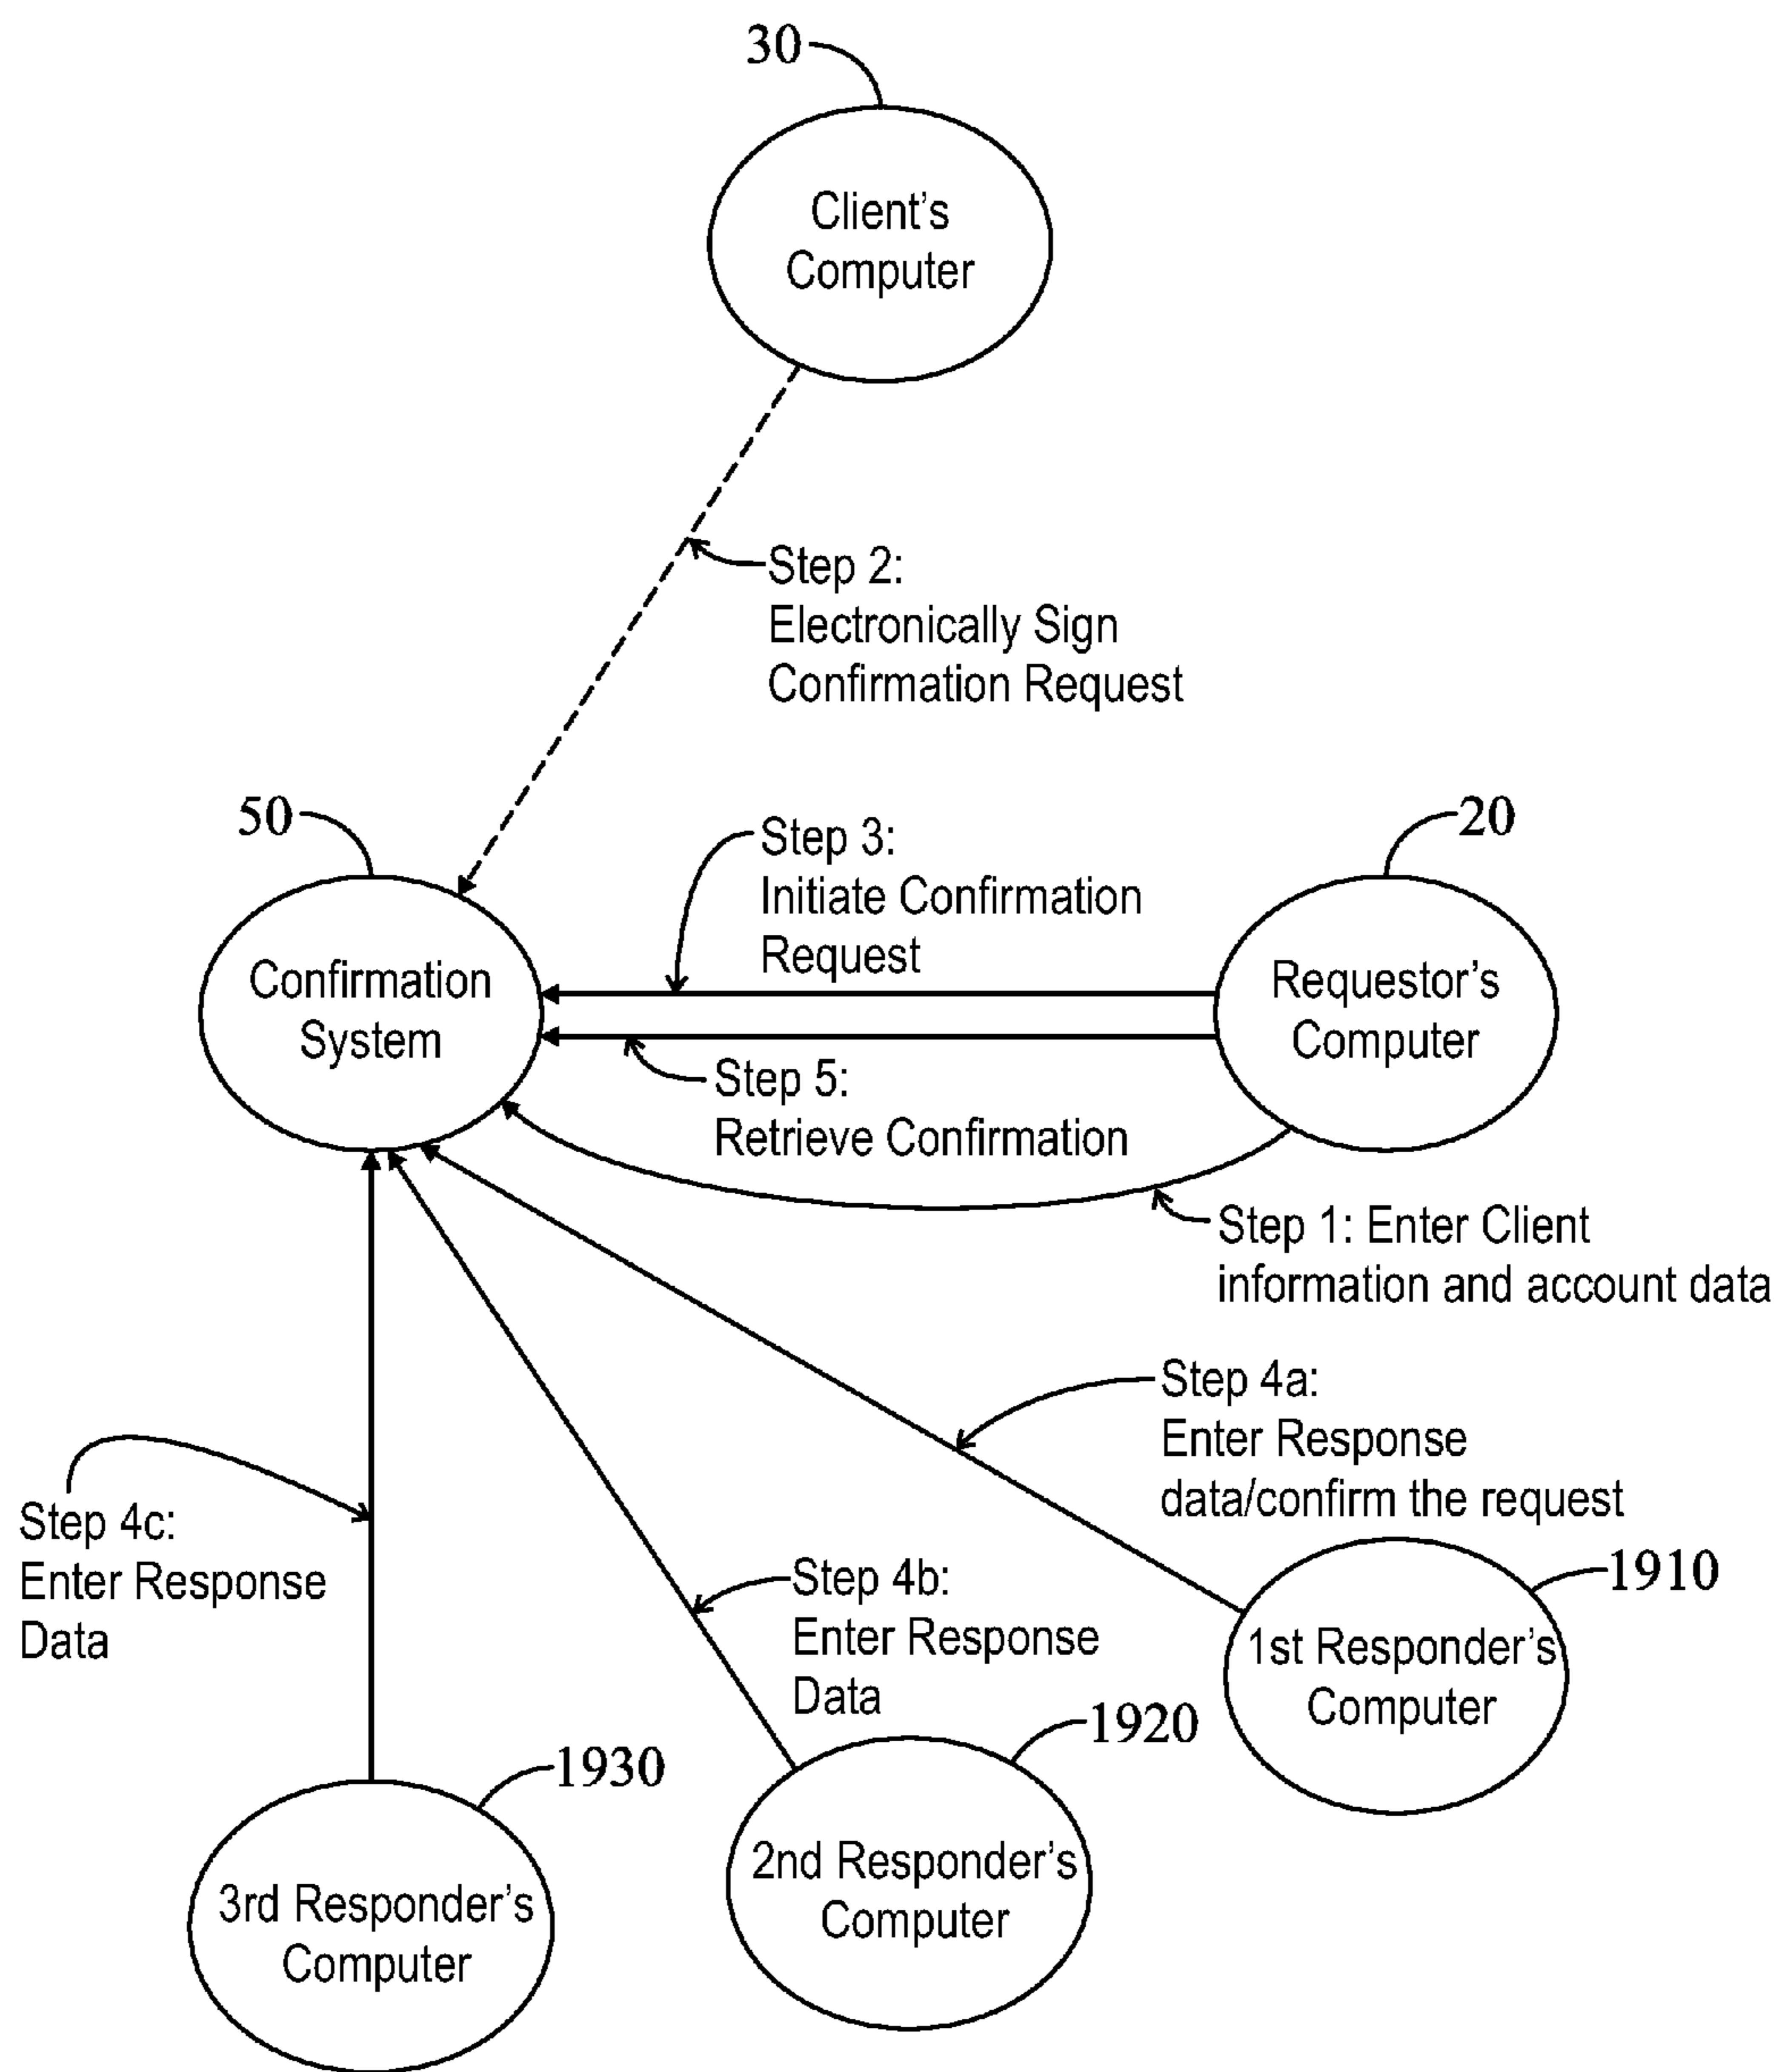 30
Client's
Computer
Step 2:
Electronically Sign
Confirmation Request
50
Confirmation
System
Step 3:
Initiate Confirmation
Request
20
Requestor's
Computer
Step 5:
Retrieve Confirmation
Step 1: Enter Client
information and account data
Step 4a:
Enter Response
data/confirm the request
Step 4c:
Enter Response
Data
Step 4b:
Enter Response
Data
1910
1st Responder's
Computer
1920
2nd Responder's
Computer
1930
3rd Responder's
Computer